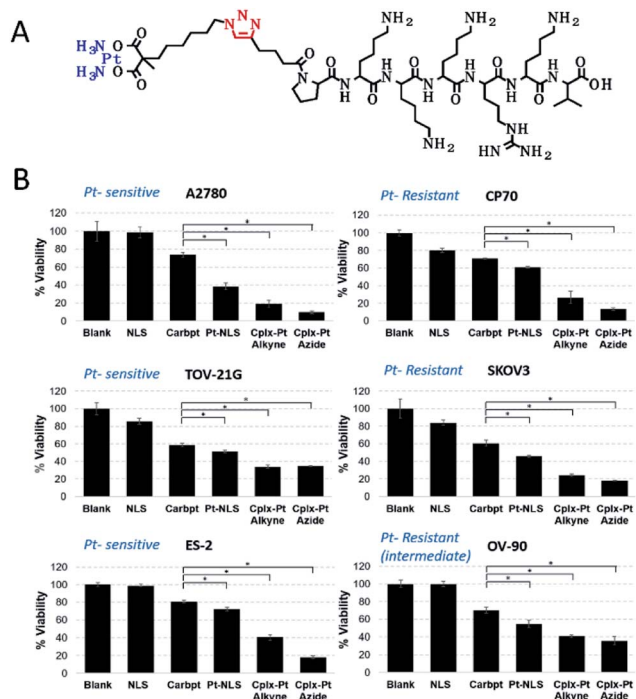 A
H₃N
Pt
H₃N
O
O
O
O
N
N
N
O
N
NH₂
NH₂
NH₂
O
O
O
O
O
O
OH
N
H
N
H
N
H
N
H
N
H
N
H
NH₂
NH₂
HN
NH
B
Pt- sensitive A2780
% Viability
120
100
80
60
40
20
0
*
*
*
Blank NLS Carbpt Pt-NLS Cplx-Pt Cplx-Pt
Alkyne Azide
Pt- Resistant CP70
% Viability
120
100
80
60
40
20
0
*
*
*
Blank NLS Carbpt Pt-NLS Cplx-Pt Cplx-Pt
Alkyne Azide
Pt- sensitive
TOV-21G
% Viability
120
100
80
60
40
20
0
*
*
*
Blank NLS Carbpt Pt-NLS Cplx-Pt Cplx-Pt
Alkyne Azide
Pt- Resistant SKOV3
% Viability
120
100
80
60
40
20
0
*
*
*
Blank NLS Carbpt Pt-NLS Cplx-Pt Cplx-Pt
Alkyne Azide
Pt- sensitive
ES-2
% Viability
120
100
80
60
40
20
0
*
*
*
Blank NLS Carbpt Pt-NLS Cplx-Pt Cplx-Pt
Alkyne Azide
Pt- Resistant
(intermediate) OV-90
% Viability
120
100
80
60
40
20
0
*
*
*
Blank NLS Carbpt Pt-NLS Cplx-Pt Cplx-Pt
Alkyne Azide